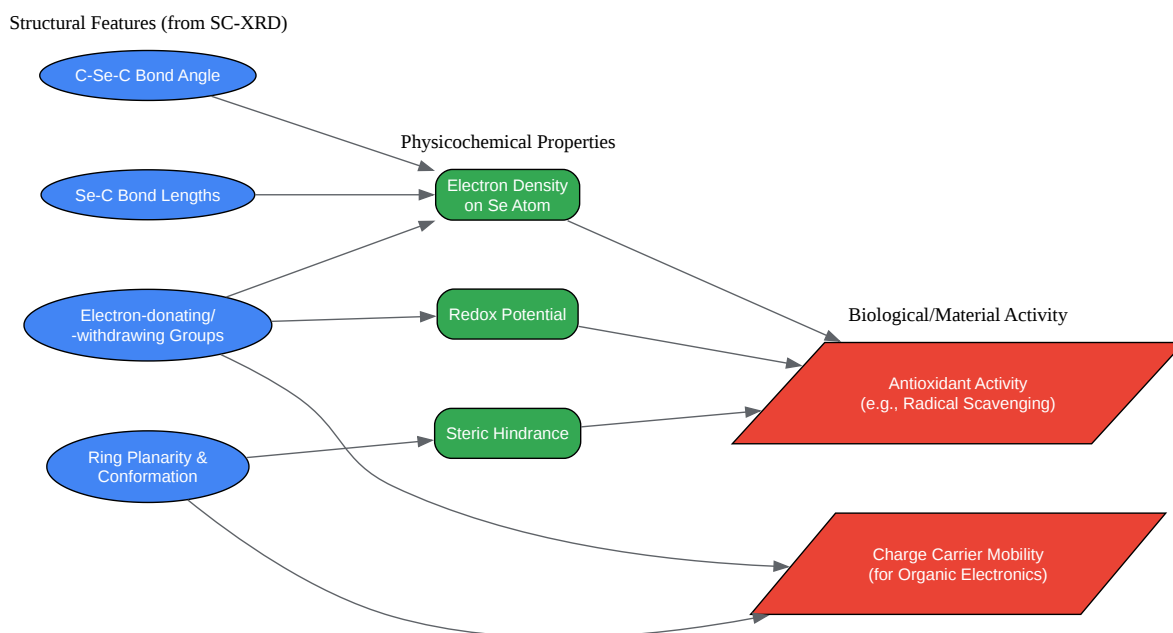 Structural Features (from SC-XRD)
C-Se-C Bond Angle
Physicochemical Properties
Se-C Bond Lengths
Electron Density
on Se Atom
Electron-donating/
-withdrawing Groups
Redox Potential
Biological/Material Activity
Antioxidant Activity
(e.g., Radical Scavenging)
Steric Hindrance
Ring Planarity &
Conformation
Charge Carrier Mobility
(for Organic Electronics)